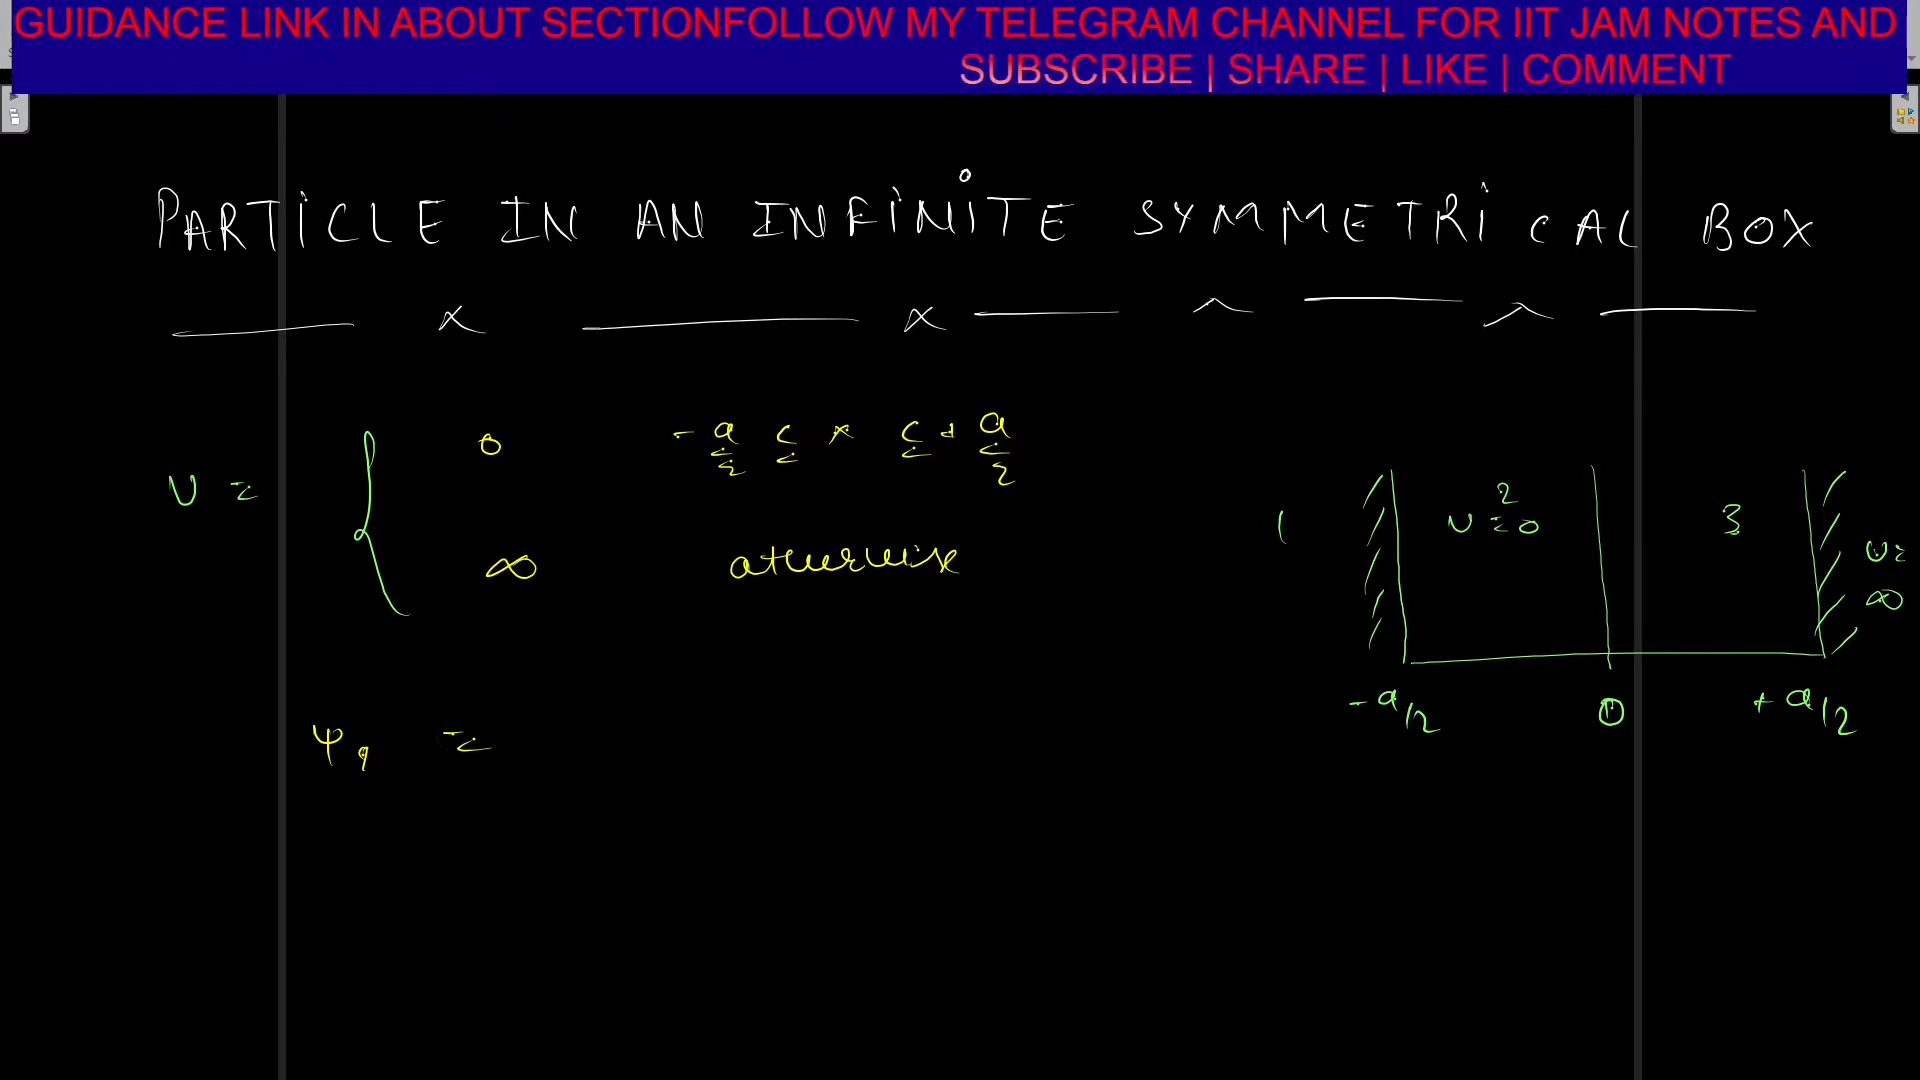 GUIDANCE LINK IN ABOUT SECTIONFOLLOW MY TELEGRAM CHANNEL FOR IIT JAM NOTES AND
SUBSCRIBE | SHARE | LIKE | COMMENT
PARTICLE IN AN INFINITE SYMMETRICAL BOX
V = { 0 -a/2 ≤ x ≤ +a/2
∞ otherwise
1 2 3
V=0
V=
∞
-a/2 0 +a/2
Ψ =